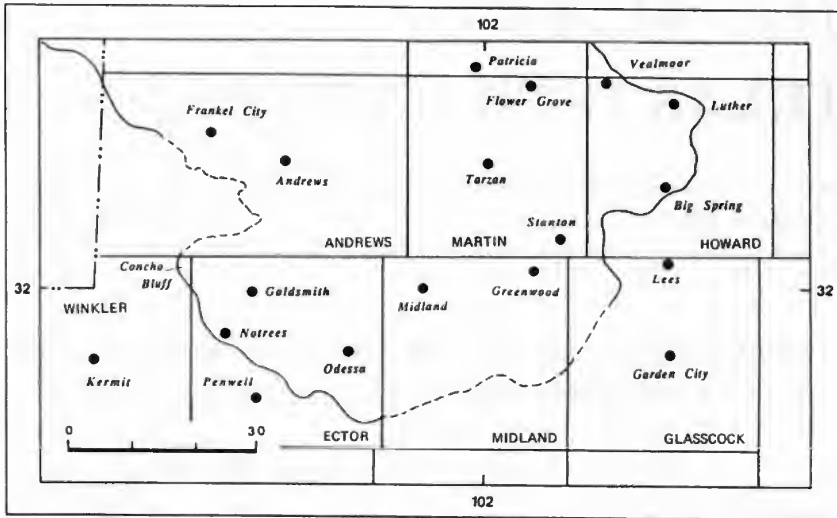 102
Patricia
Vealmoor
Flower Grove
Luther
Frankel City
Andrews
Tarzan
Big Spring
Stanton
ANDREWS
MARTIN
HOWARD
Concho
Bluff
Lees
Goldsmith
Greenwood
32
32
Midland
WINKLER
Notrees
Odessa
Garden City
Kermit
Penwell
0
30
ECTOR
MIDLAND
GLASSCOCK
102